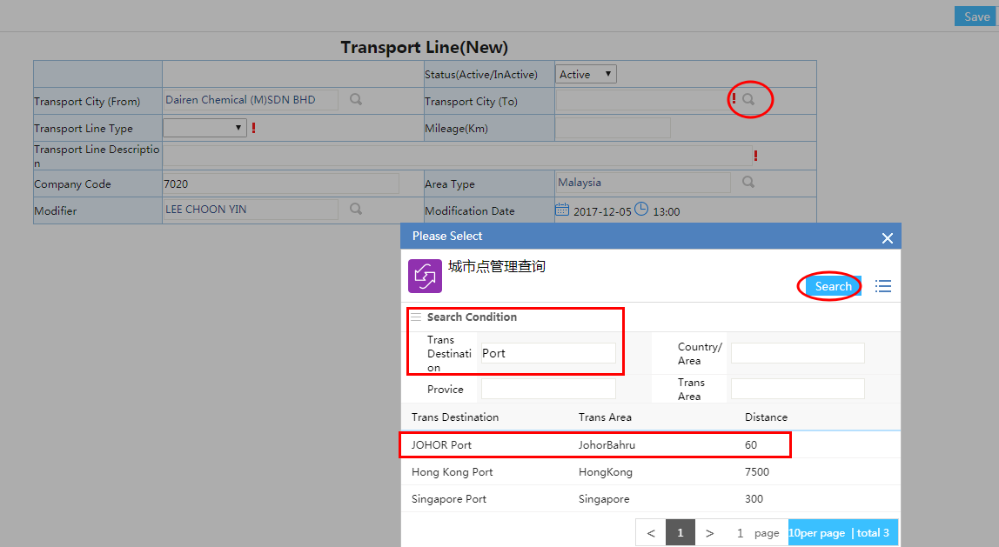 Save
Transport Line(New)
Status(Active/InActive) Active
Transport City (From) Dairen Chemical (M)SDN BHD Transport City (To) !
Transport Line Type ! Mileage(Km)
Transport Line Descriptio
n !
Company Code 7020 Area Type Malaysia
Modifier LEE CHOON YIN Modification Date 2017-12-05 13:00
Please Select
城市点管理查询
Search
Search Condition
Trans
Destinati
on
Port
Country/
Area
Provice
Trans
Area
Trans Destination Trans Area Distance
JOHOR Port JohorBahru 60
Hong Kong Port HongKong 7500
Singapore Port Singapore 300
< 1 > 1 page 10per page | total 3